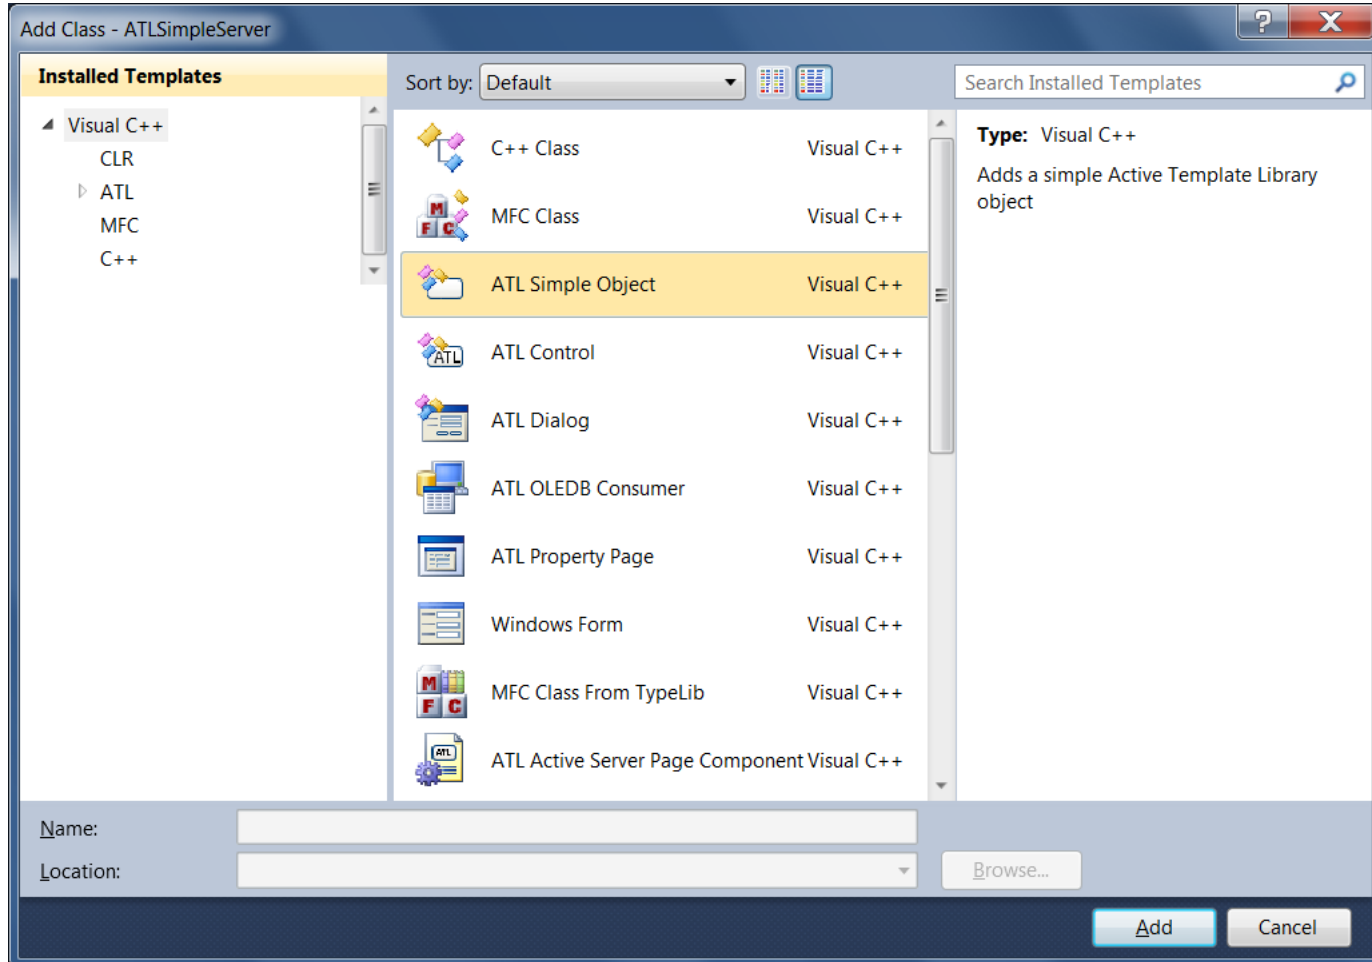 Add Class - ATLSimpleServer
?
X
Installed Templates
Sort by: Default
Search Installed Templates
Visual C++
CLR
ATL
MFC
C++
C++ Class Visual C++
MFC Class Visual C++
ATL Simple Object Visual C++
ATL Control Visual C++
ATL Dialog Visual C++
ATL OLEDB Consumer Visual C++
ATL Property Page Visual C++
Windows Form Visual C++
MFC Class From TypeLib Visual C++
ATL Active Server Page Component Visual C++
Type: Visual C++
Adds a simple Active Template Library
object
Name:
Location:
Browse...
Add
Cancel